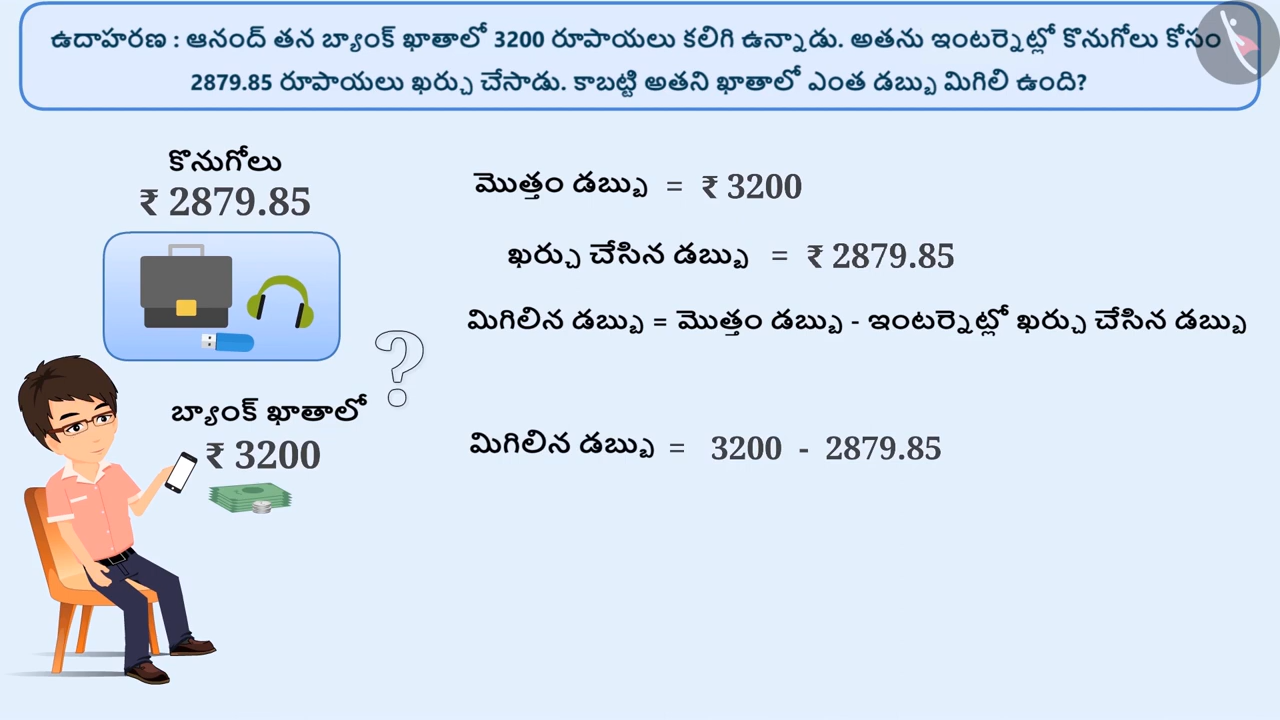 ఉదాహరణ : ఆనంద్ తన బ్యాంక్ ఖాతాలో 3200 రూపాయలు కలిగి ఉన్నాడు. అతను ఇంటర్నెట్లో కొనుగోలు కోసం
2879.85 రూపాయలు ఖర్చు చేసాడు. కాబట్టి అతని ఖాతాలో ఎంత డబ్బు మిగిలి ఉంది?
కొనుగోలు
₹ 2879.85
మొత్తం డబ్బు = ₹ 3200
ఖర్చు చేసిన డబ్బు = ₹ 2879.85
మిగిలిన డబ్బు = మొత్తం డబ్బు - ఇంటర్నెట్లో ఖర్చు చేసిన డబ్బు
?
బ్యాంక్ ఖాతాలో
₹ 3200
మిగిలిన డబ్బు = 3200 - 2879.85